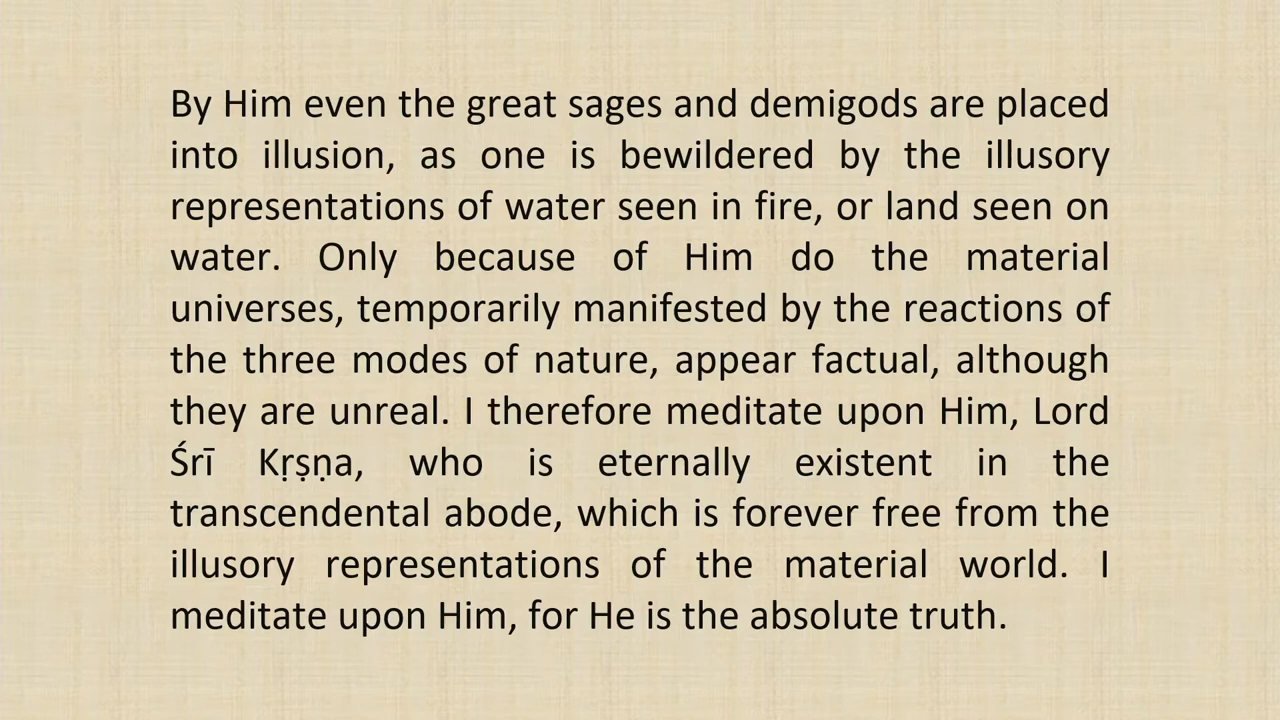 By Him even the great sages and demigods are placed
into illusion, as one is bewildered by the illusory
representations of water seen in fire, or land seen on
water. Only because of Him do the material
universes, temporarily manifested by the reactions of
the three modes of nature, appear factual, although
they are unreal. I therefore meditate upon Him, Lord
Śrī Kṛṣṇa, who is eternally existent in the
transcendental abode, which is forever free from the
illusory representations of the material world. I
meditate upon Him, for He is the absolute truth.